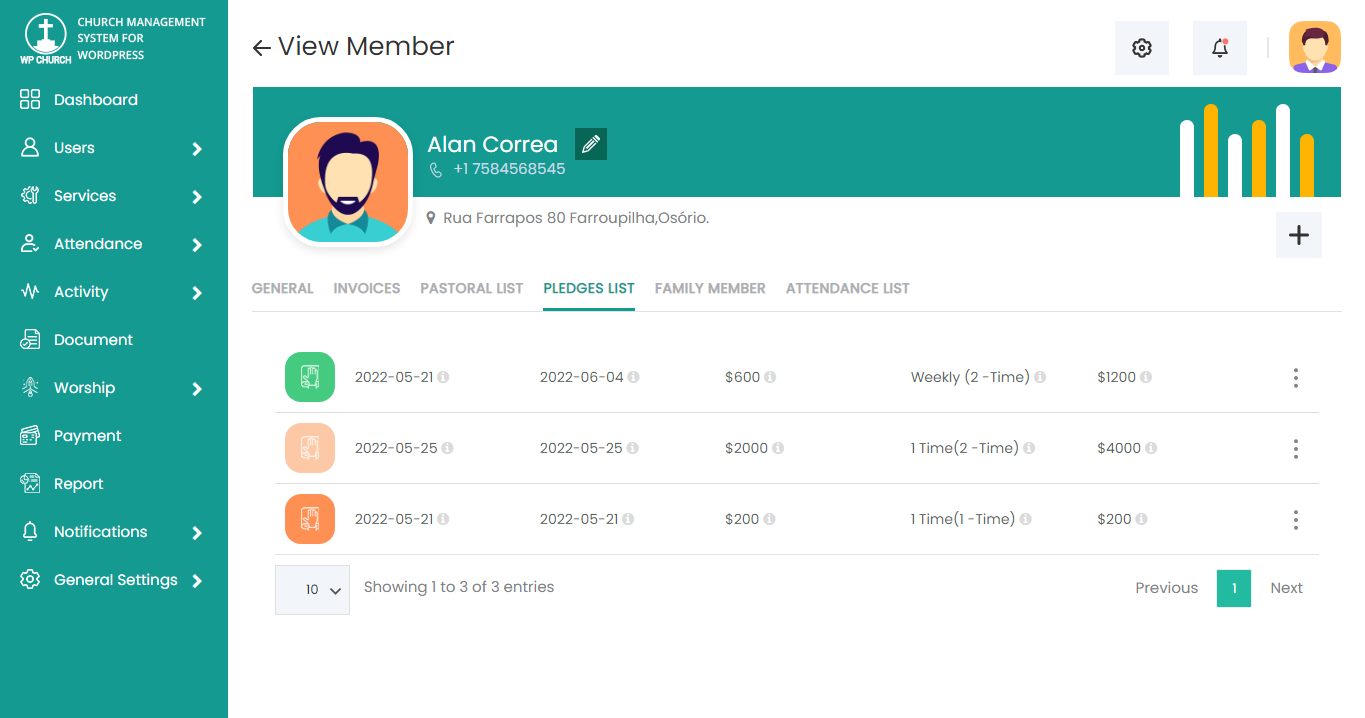 CHURCH MANAGEMENT
SYSTEM FOR
WORDPRESS
WP CHURCH
Dashboard
Users
Services
Attendance
Activity
Document
Worship
Payment
Report
Notifications
General Settings
View Member
Alan Correa
+1 7584568545
Rua Farrapos 80 Farroupilha,Osório.
GENERAL INVOICES PASTORAL LIST PLEDGES LIST FAMILY MEMBER ATTENDANCE LIST
2022-05-21 2022-06-04 $600 Weekly (2 -Time) $1200
2022-05-25 2022-05-25 $2000 1 Time(2 -Time) $4000
2022-05-21 2022-05-21 $200 1 Time(1 -Time) $200
10 Showing 1 to 3 of 3 entries Previous 1 Next